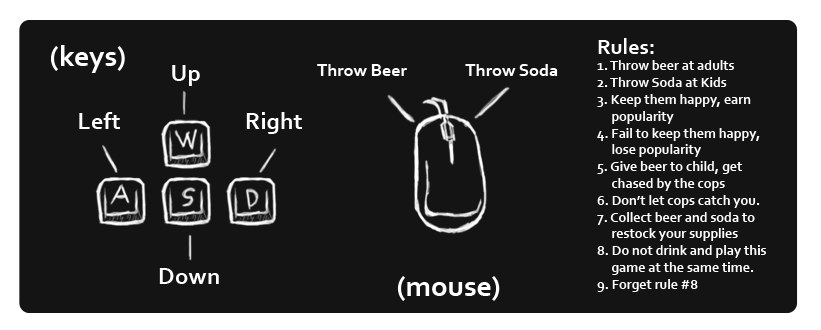 (keys)
Up
Left
Right
W
A
S
D
Down
Throw Beer
Throw Soda
(mouse)
Rules:
1. Throw beer at adults
2. Throw Soda at Kids
3. Keep them happy, earn
popularity
4. Fail to keep them happy,
lose popularity
5. Give beer to child, get
chased by the cops
6. Don't let cops catch you.
7. Collect beer and soda to
restock your supplies
8. Do not drink and play this
game at the same time.
9. Forget rule #8